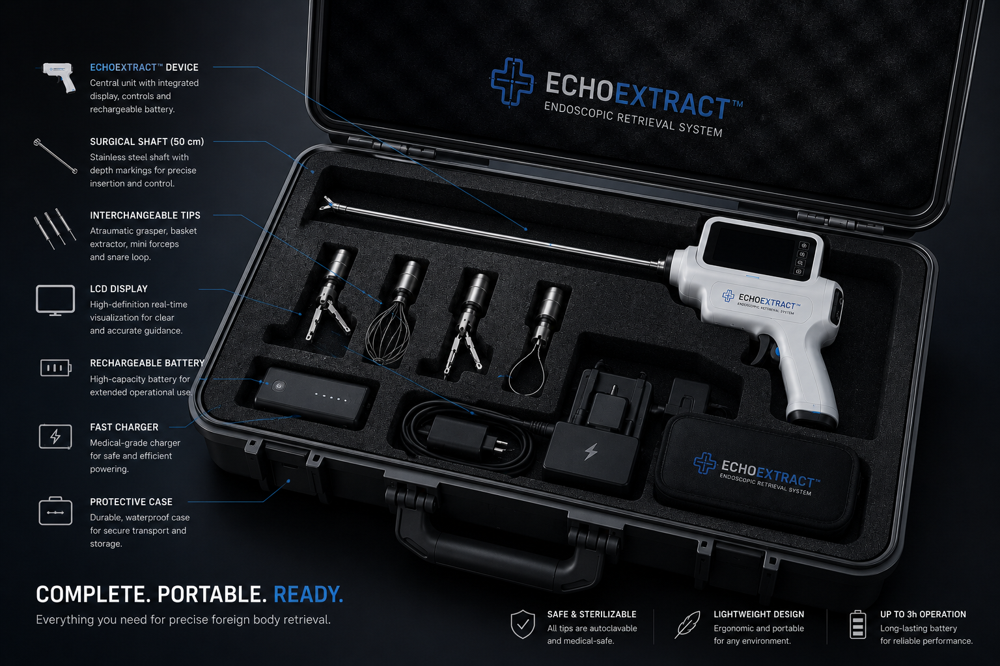 ECHOEXTRACT™
ENDOSCOPIC RETRIEVAL SYSTEM
ECHOEXTRACT™ DEVICE
Central unit with integrated
display, controls and
rechargeable battery.
SURGICAL SHAFT (50 cm)
Stainless steel shaft with
depth markings for precise
insertion and control.
INTERCHANGEABLE TIPS
Atraumatic grasper, basket
extractor, mini forceps
and snare loop.
LCD DISPLAY
High-definition real-time
visualization for clear
and accurate guidance.
RECHARGEABLE BATTERY
High-capacity battery for
extended operational use.
FAST CHARGER
Medical-grade charger
for safe and efficient
powering.
PROTECTIVE CASE
Durable, waterproof case
for secure transport and
storage.
ECHOEXTRACT™
ENDOSCOPIC RETRIEVAL SYSTEM
ECHOEXTRACT™
ENDOSCOPIC RETRIEVAL SYSTEM
COMPLETE. PORTABLE. READY.
Everything you need for precise foreign body retrieval.
SAFE & STERILIZABLE
All tips are autoclavable
and medical-safe.
LIGHTWEIGHT DESIGN
Ergonomic and portable
for any environment.
UP TO 3h OPERATION
Long-lasting battery
for reliable performance.